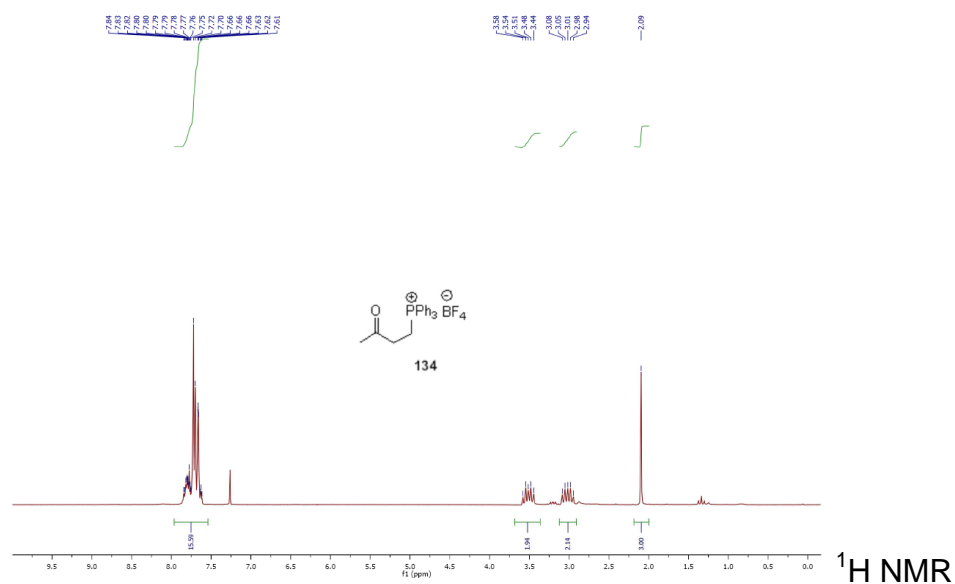 7.84 7.83 7.82 7.80 7.80 7.79 7.79 7.78 7.77 7.76 7.75 7.72 7.70 7.66 7.66 7.66 7.63 7.62 7.61
3.58 3.54 3.51 3.48 3.44 3.08 3.05 3.01 2.98 2.94
2.09
O
⊕ ⊖
PPh3 BF4
134
15.59 1.94 2.14 3.00
9.5 9.0 8.5 8.0 7.5 7.0 6.5 6.0 5.5 5.0 4.5 4.0 3.5 3.0 2.5 2.0 1.5 1.0 0.5 0.0
f1 (ppm)
1H NMR